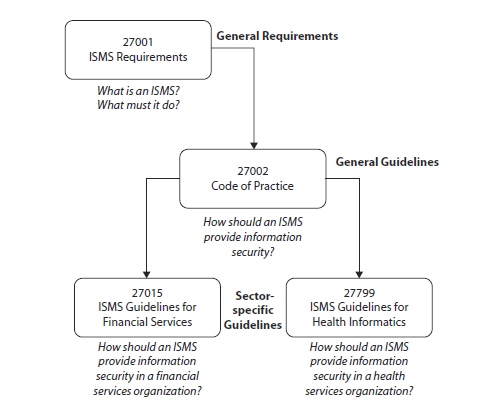 27001
ISMS Requirements
General Requirements
What is an ISMS?
What must it do?
27002
Code of Practice
General Guidelines
How should an ISMS
provide information
security?
27015
ISMS Guidelines for
Financial Services
Sector-
specific
Guidelines
27799
ISMS Guidelines for
Health Informatics
How should an ISMS
provide information
security in a financial
services organization?
How should an ISMS
provide information
security in a health
services organization?